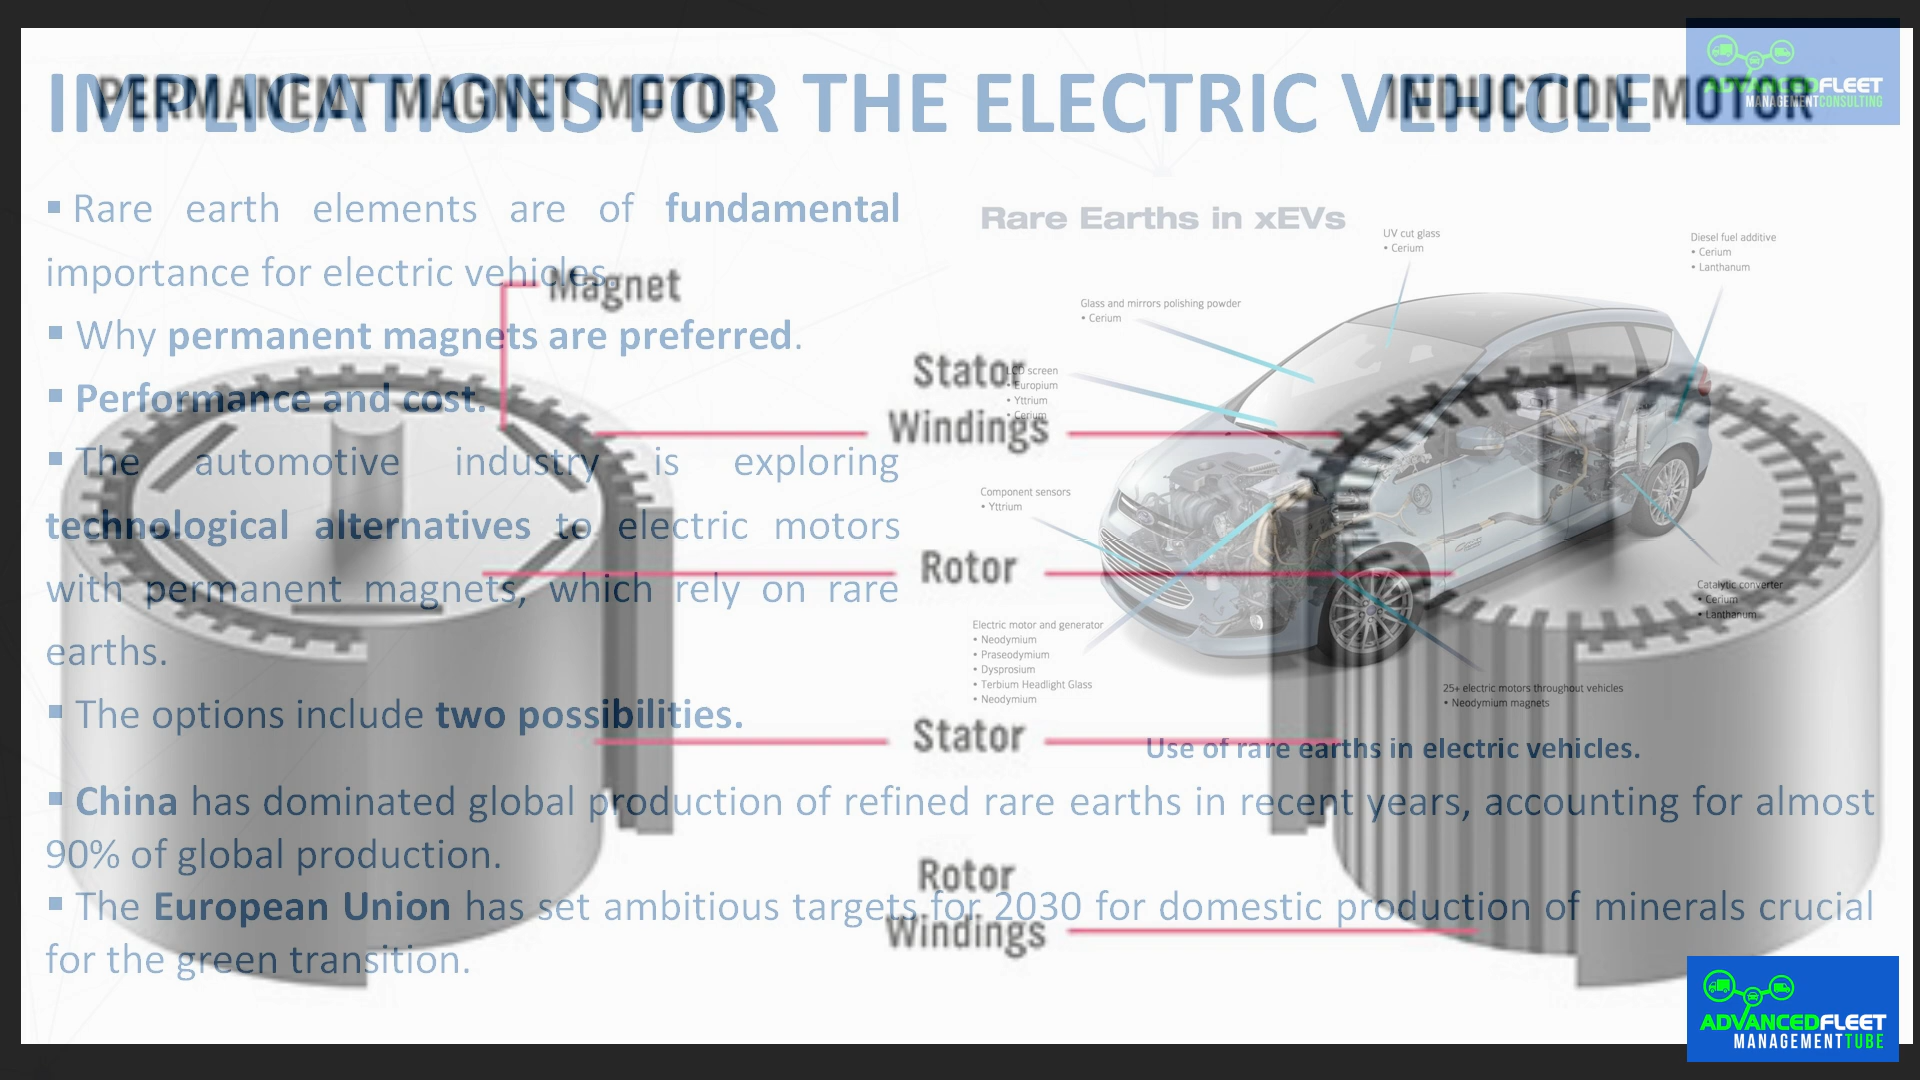 IMPLICATIONS FOR THE ELECTRIC VEHICLE
PERMANENT MAGNET MOTOR
INDUCTION MOTOR
ADVANCEDFLEET
MANAGEMENTCONSULTING
▪ Rare earth elements are of fundamental
importance for electric vehicles.
▪ Why permanent magnets are preferred.
▪ Performance and cost.
▪ The automotive industry is exploring
technological alternatives to electric motors
with permanent magnets, which rely on rare
earths.
▪ The options include two possibilities.
▪ China has dominated global production of refined rare earths in recent years, accounting for almost
90% of global production.
▪ The European Union has set ambitious targets for 2030 for domestic production of minerals crucial
for the green transition.
Magnet
Stator
Windings
Rotor
Stator
Rotor
Windings
Rare Earths in xEVs
UV cut glass
• Cerium
Diesel fuel additive
• Cerium
• Lanthanum
Glass and mirrors polishing powder
• Cerium
LCD screen
• Europium
• Yttrium
• Cerium
Component sensors
• Yttrium
Electric motor and generator
• Neodymium
• Praseodymium
• Dysprosium
• Terbium Headlight Glass
• Neodymium
Catalytic converter
• Cerium
• Lanthanum
25+ electric motors throughout vehicles
• Neodymium magnets
Use of rare earths in electric vehicles.
ADVANCEDFLEET
MANAGEMENTTUBE